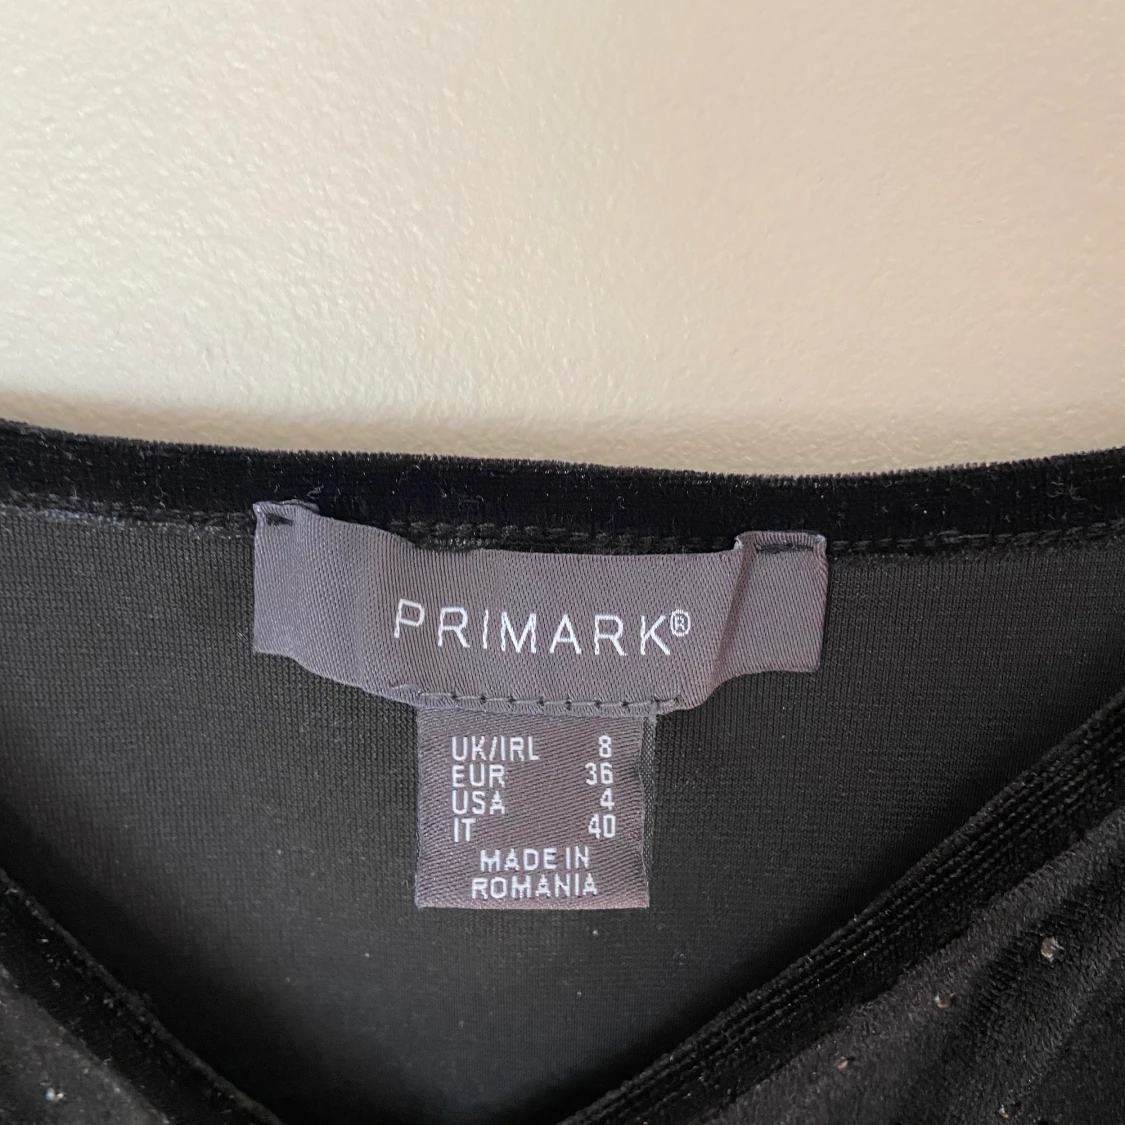 PRIMARK®
UK/IRL 8
EUR 36
USA 4
IT 40
MADE IN
ROMANIA